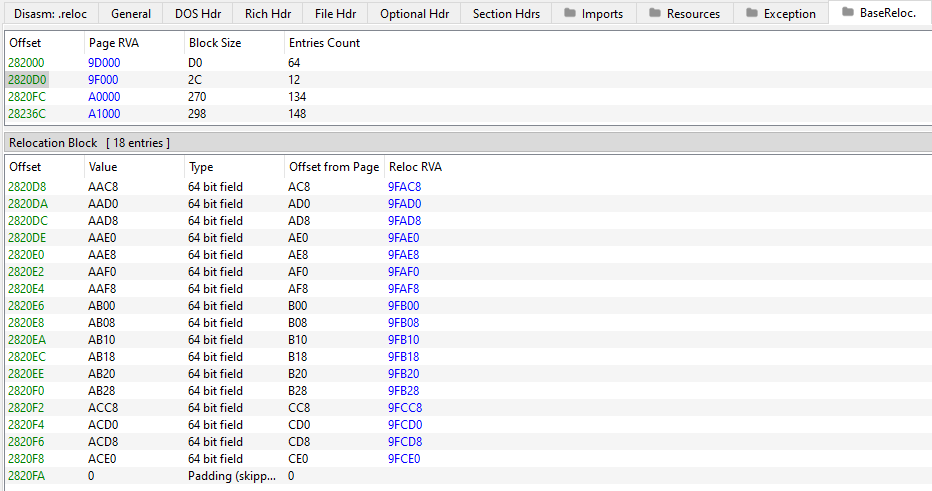 Disasm: .reloc General DOS Hdr Rich Hdr File Hdr Optional Hdr Section Hdrs Imports Resources Exception BaseReloc.
Offset Page RVA Block Size Entries Count
282000 9D000 D0 64
2820D0 9F000 2C 12
2820FC A0000 270 134
28236C A1000 298 148
Relocation Block [ 18 entries ]
Offset Value Type Offset from Page Reloc RVA
2820D8 AAC8 64 bit field AC8 9FAC8
2820DA AAD0 64 bit field AD0 9FAD0
2820DC AAD8 64 bit field AD8 9FAD8
2820DE AAE0 64 bit field AE0 9FAE0
2820E0 AAE8 64 bit field AE8 9FAE8
2820E2 AAF0 64 bit field AF0 9FAF0
2820E4 AAF8 64 bit field AF8 9FAF8
2820E6 AB00 64 bit field B00 9FB00
2820E8 AB08 64 bit field B08 9FB08
2820EA AB10 64 bit field B10 9FB10
2820EC AB18 64 bit field B18 9FB18
2820EE AB20 64 bit field B20 9FB20
2820F0 AB28 64 bit field B28 9FB28
2820F2 ACC8 64 bit field CC8 9FCC8
2820F4 ACD0 64 bit field CD0 9FCD0
2820F6 ACD8 64 bit field CD8 9FCD8
2820F8 ACE0 64 bit field CE0 9FCE0
2820FA 0 Padding (skipp... 0